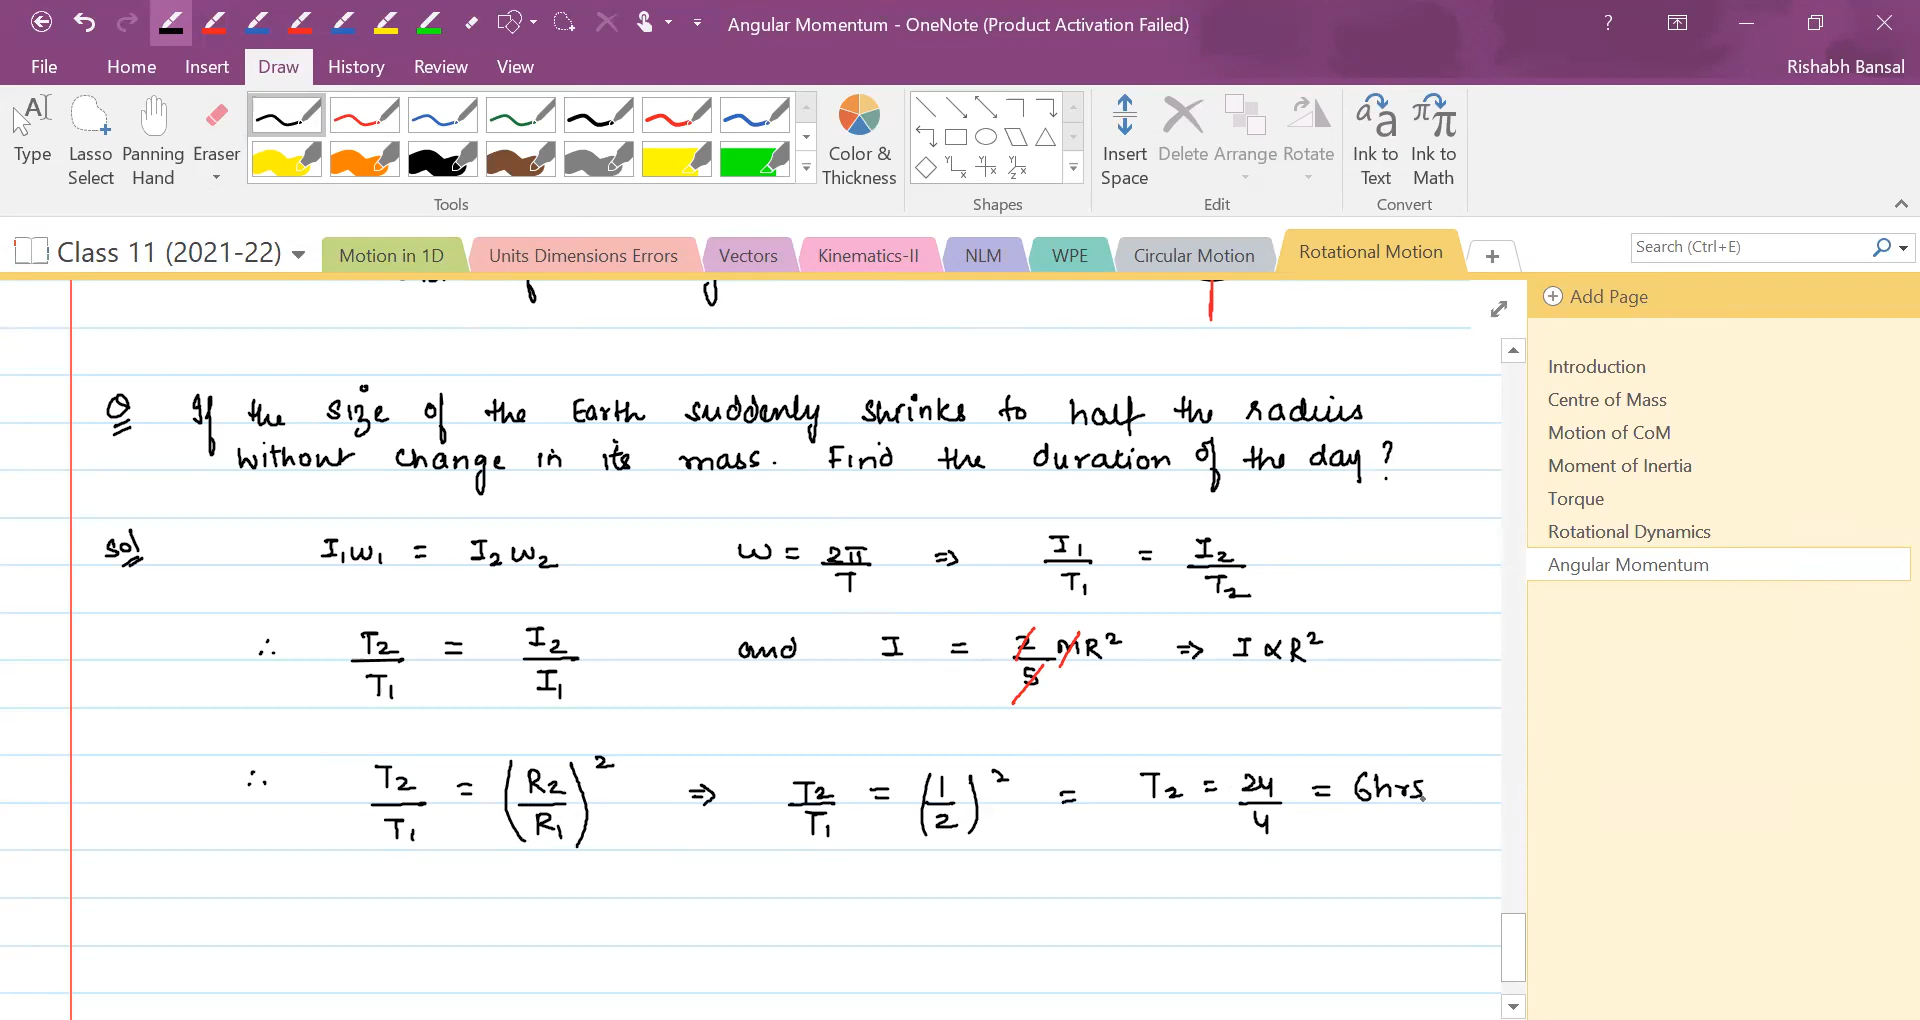 Angular Momentum - OneNote (Product Activation Failed)
?
File Home Insert Draw History Review View
Rishabh Bansal
Type
Lasso Select
Panning Hand
Eraser
Color & Thickness
Insert Space
Delete
Arrange
Rotate
Ink to Text
Ink to Math
Tools
Shapes
Edit
Convert
Class 11 (2021-22)
Motion in 1D
Units Dimensions Errors
Vectors
Kinematics-II
NLM
WPE
Circular Motion
Rotational Motion
Search (Ctrl+E)
Add Page
Introduction
Centre of Mass
Motion of CoM
Moment of Inertia
Torque
Rotational Dynamics
Angular Momentum
Q If the size of the Earth suddenly shrinks to half the radius
without change in its mass. Find the duration of the day?
Sol I₁ω₁ = I₂ω₂ ω = 2π/T ⇒ I₁/T₁ = I₂/T₂
∴ T₂/T₁ = I₂/I₁ and I = 2/5 MR² ⇒ I ∝ R²
∴ T₂/T₁ = (R₂/R₁)² ⇒ T₂/T₁ = (1/2)² = T₂ = 24/4 = 6hrs